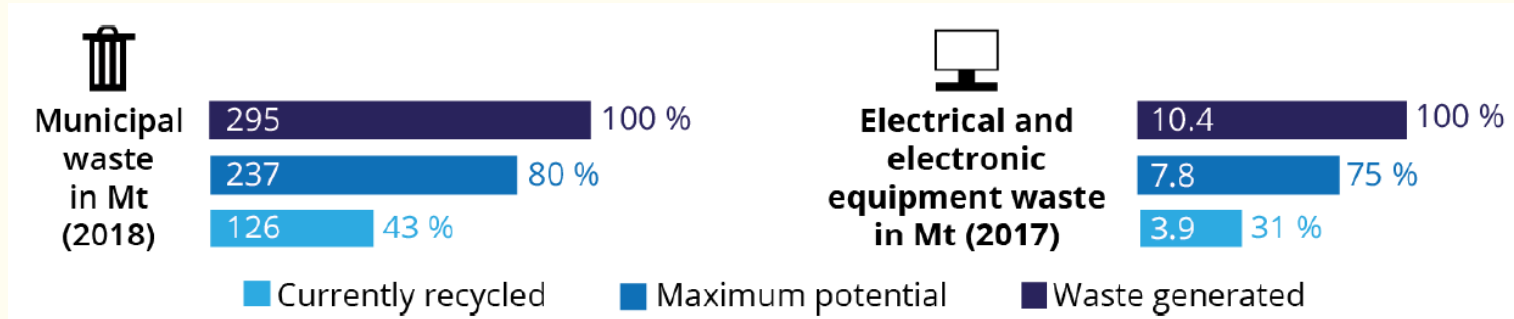 Municipal
waste
in Mt
(2018)
295
100 %
237
80 %
126
43 %
Electrical and
electronic
equipment waste
in Mt (2017)
10.4
100 %
7.8
75 %
3.9
31 %
Currently recycled
Maximum potential
Waste generated